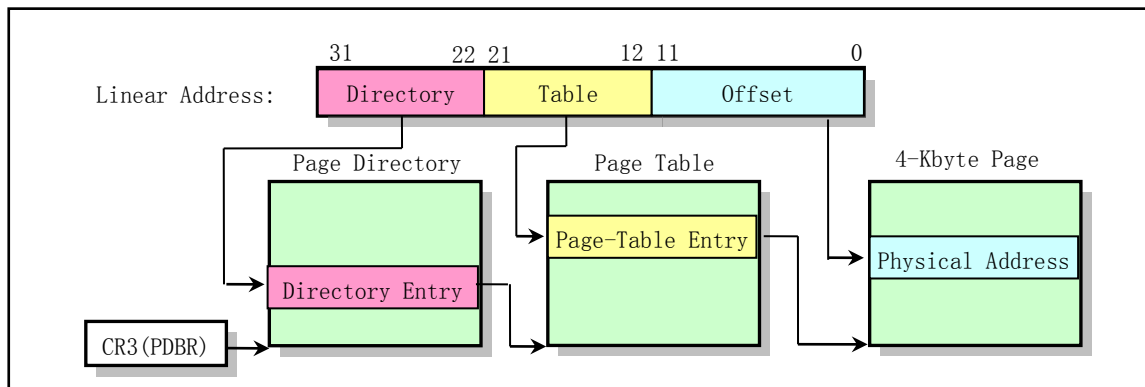 31 22 21 12 11 0
Linear Address: Directory Table Offset
Page Directory Page Table 4-Kbyte Page
Page-Table Entry
Physical Address
Directory Entry
CR3(PDBR)